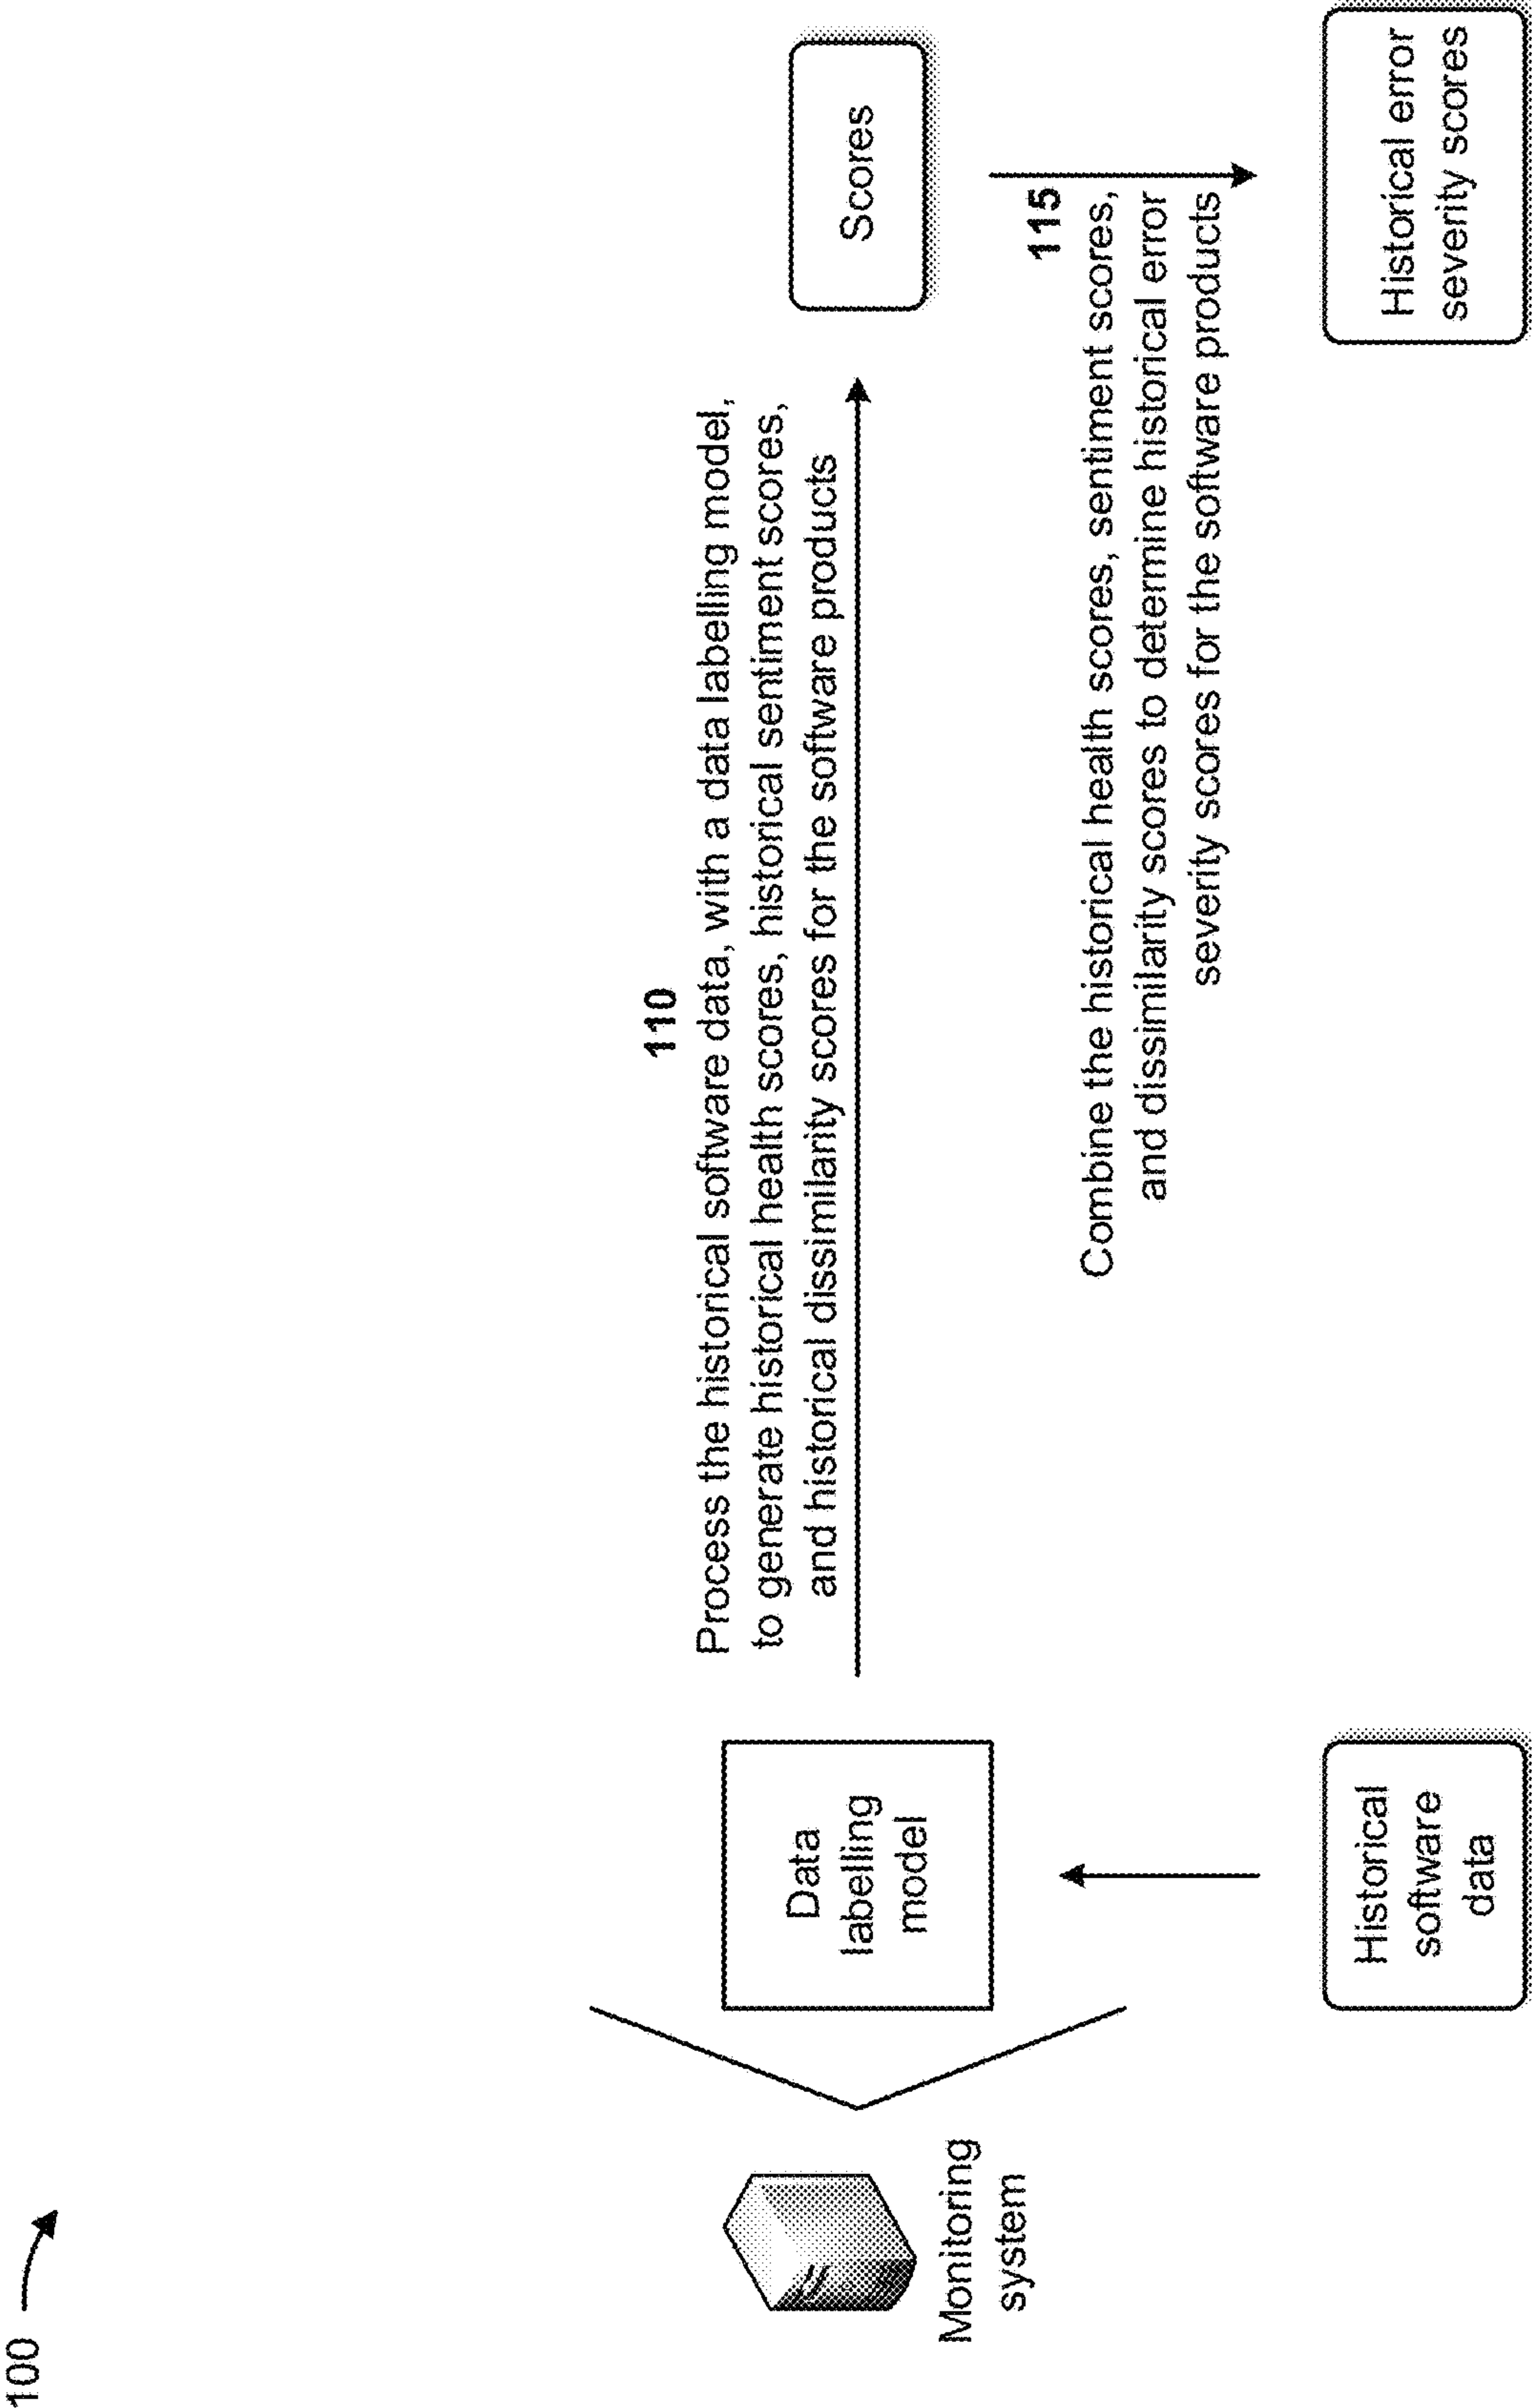 100
110
Process the historical software data, with a data labelling model,
to generate historical health scores, historical sentiment scores,
and historical dissimilarity scores for the software products
Monitoring
system
Data
labelling
model
Scores
115
Combine the historical health scores, sentiment scores,
and dissimilarity scores to determine historical error
severity scores for the software products
Historical
software
data
Historical error
severity scores